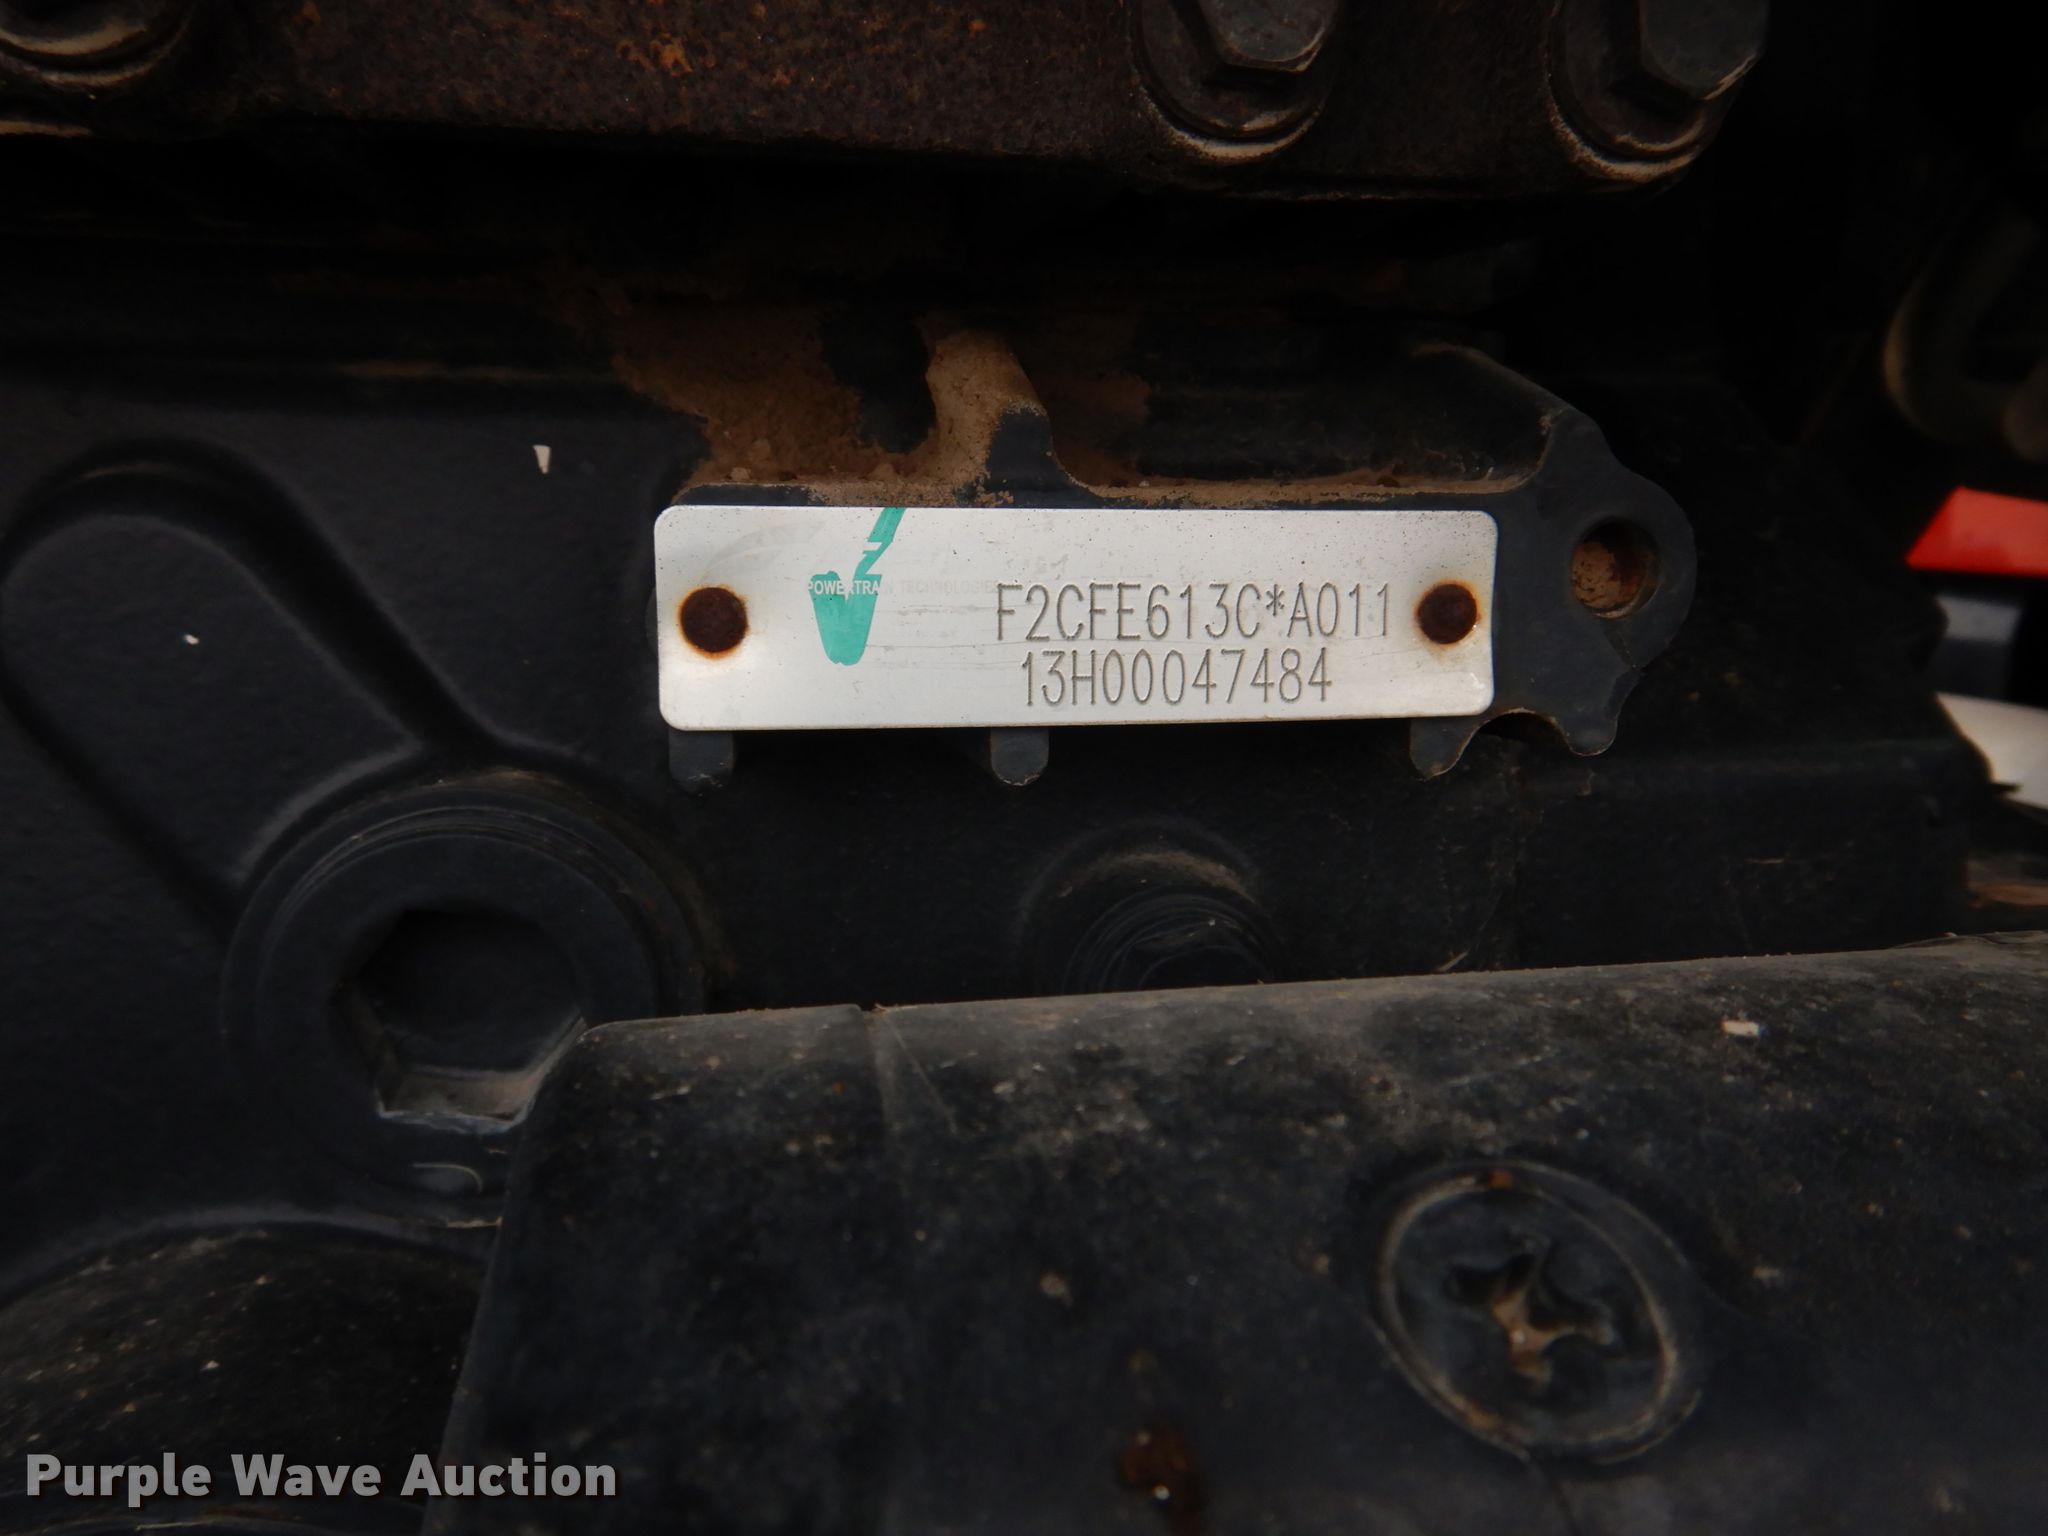 POWERTRAIN TECHNOLOGIES
F2CFE613C*A011
13H00047484
Purple Wave Auction